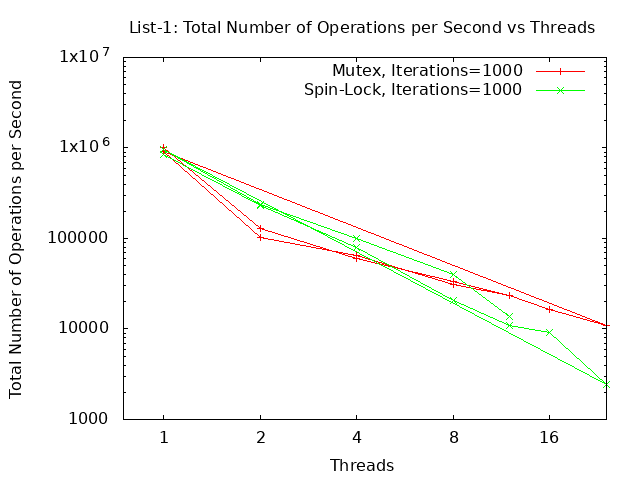 List-1: Total Number of Operations per Second vs Threads
1x10^7
1x10^6
100000
10000
1000
Total Number of Operations per Second
Mutex, Iterations=1000
Spin-Lock, Iterations=1000
1 2 4 8 16
Threads